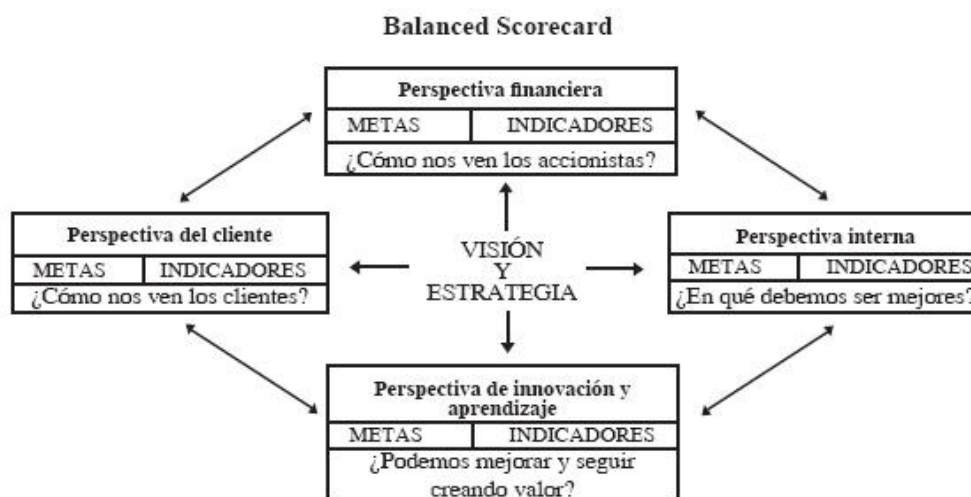 Balanced Scorecard
Perspectiva financiera
METAS INDICADORES
¿Cómo nos ven los accionistas?
Perspectiva del cliente
METAS INDICADORES
¿Cómo nos ven los clientes?
VISIÓN
Y
ESTRATEGIA
Perspectiva interna
METAS INDICADORES
¿En qué debemos ser mejores?
Perspectiva de innovación y
aprendizaje
METAS INDICADORES
¿Podemos mejorar y seguir
creando valor?